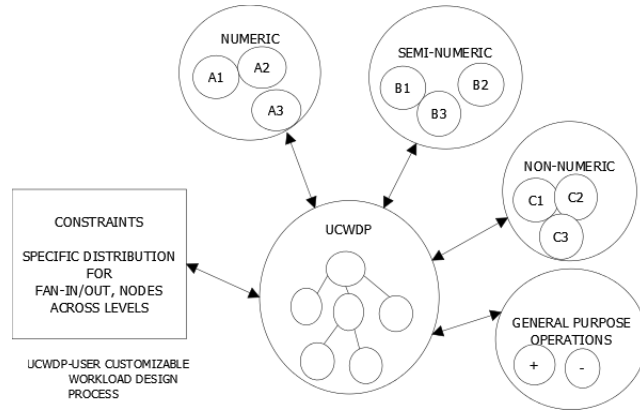 NUMERIC
A1
A2
A3
SEMI-NUMERIC
B1
B2
B3
NON-NUMERIC
C1
C2
C3
UCWDP
CONSTRAINTS
SPECIFIC DISTRIBUTION
FOR
FAN-IN/OUT, NODES
ACROSS LEVELS
GENERAL PURPOSE
OPERATIONS
+
-
UCWDP-USER CUSTOMIZABLE
WORKLOAD DESIGN
PROCESS